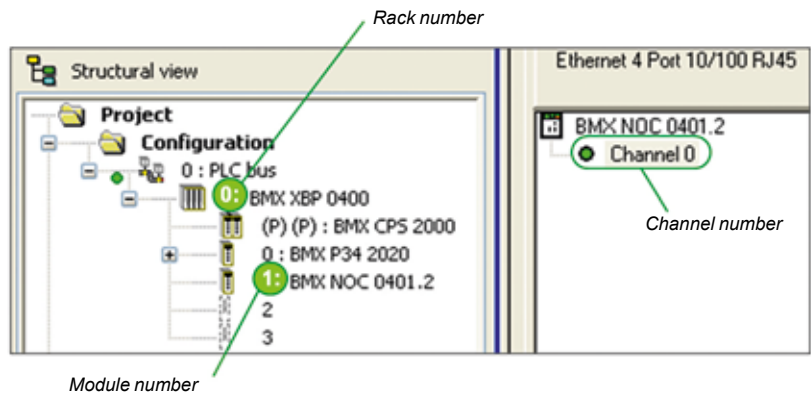 Rack number
Structural view
Project
Configuration
0 : PLC bus
0: BMX XBP 0400
(P) (P) : BMX CPS 2000
0 : BMX P34 2020
1: BMX NOC 0401.2
2
3
Module number
Ethernet 4 Port 10/100 RJ45
BMX NOC 0401.2
Channel 0
Channel number